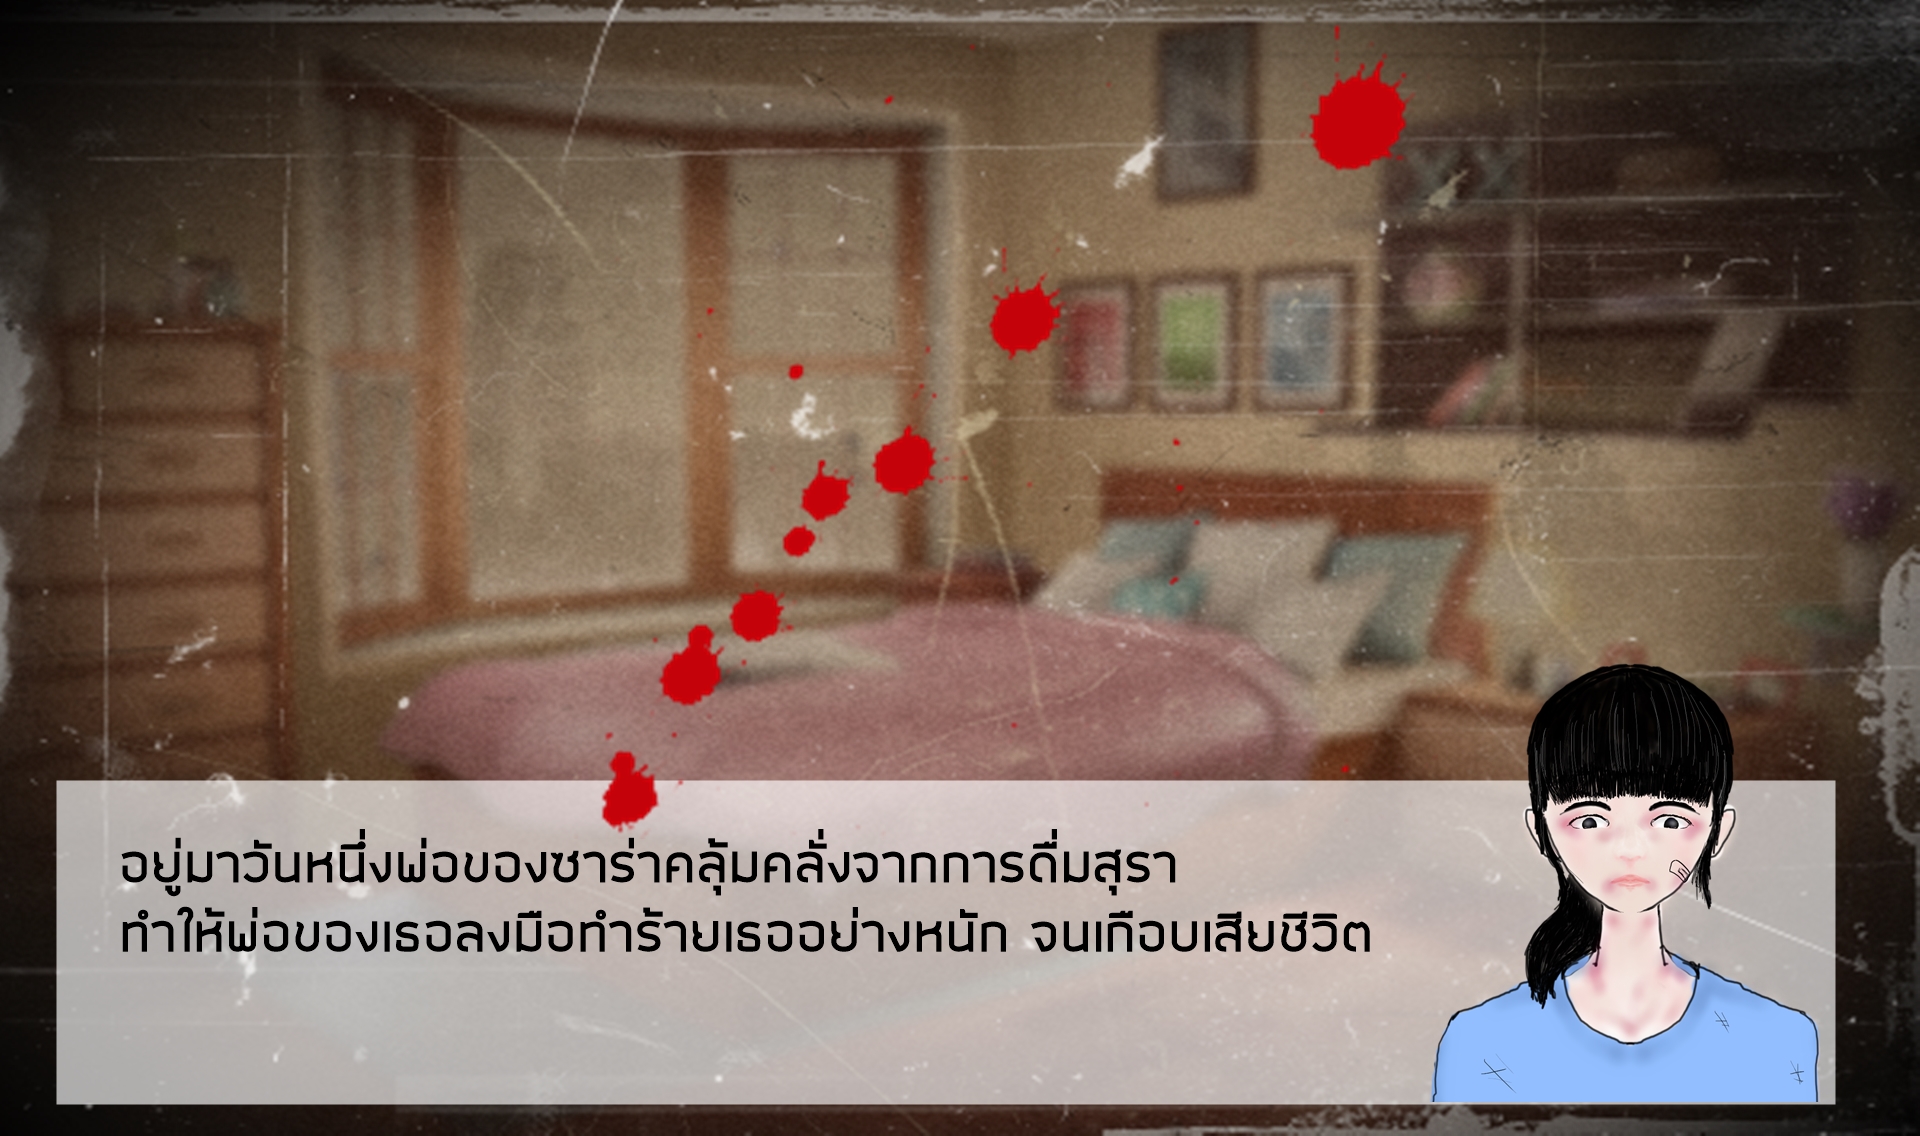 อยู่มาวันหนึ่งพ่อของซาร่าคลุ้มคลั่งจากการดื่มสุรา
ทำให้พ่อของเธอลงมือทำร้ายเธออย่างหนัก จนเกือบเสียชีวิต